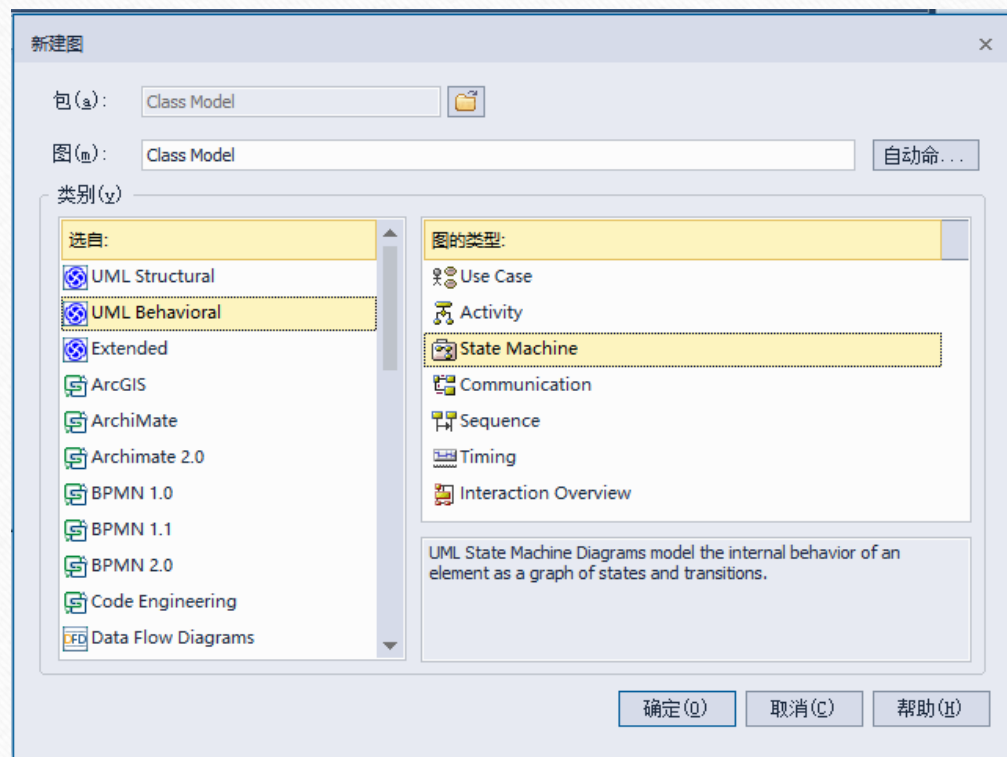 新建图
包(a):
Class Model
图(m):
Class Model
自动命...
类别(y)
选自:
UML Structural
UML Behavioral
Extended
ArcGIS
ArchiMate
Archimate 2.0
BPMN 1.0
BPMN 1.1
BPMN 2.0
Code Engineering
DFD Data Flow Diagrams
图的类型:
Use Case
Activity
State Machine
Communication
Sequence
Timing
Interaction Overview
UML State Machine Diagrams model the internal behavior of an
element as a graph of states and transitions.
确定(O)
取消(C)
帮助(H)